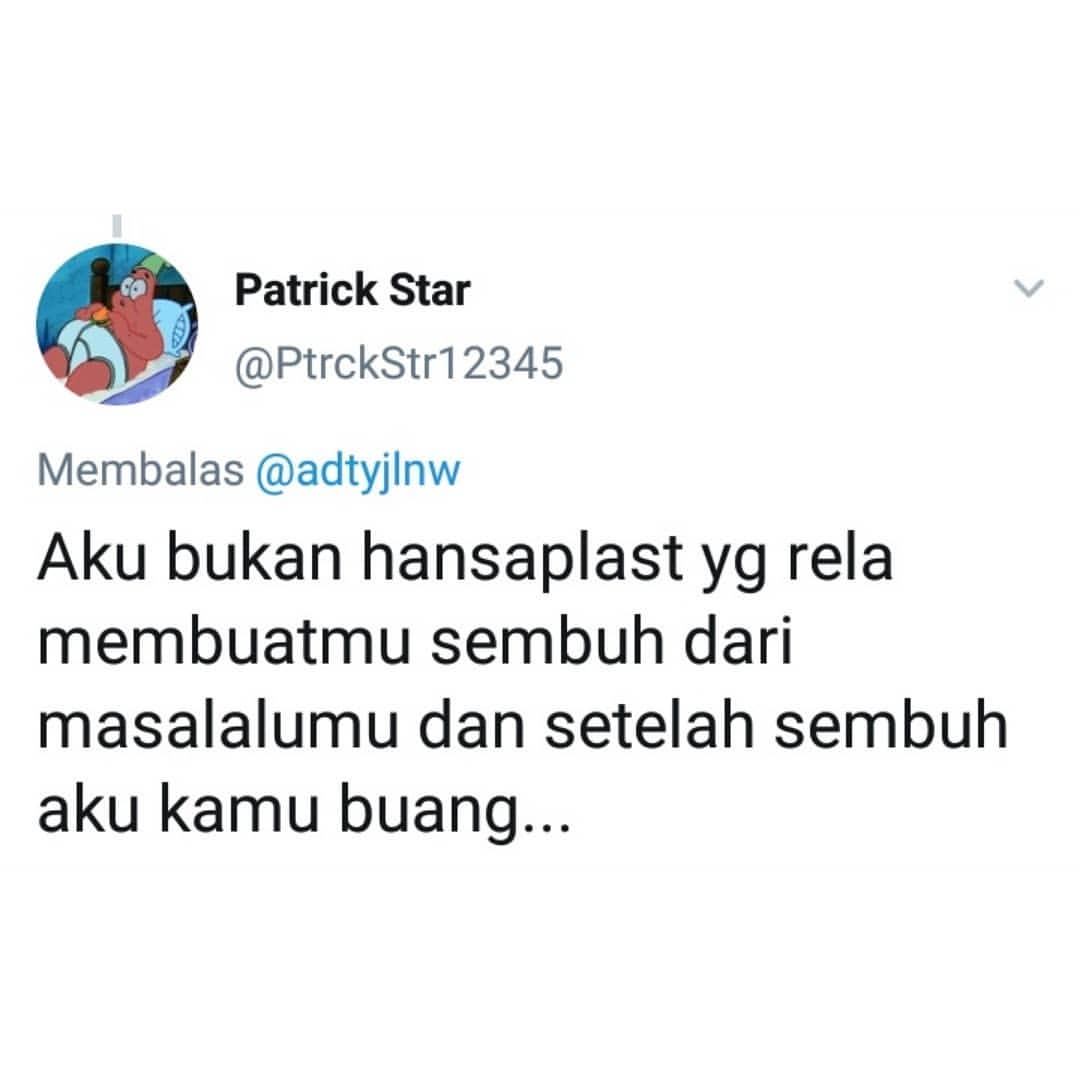 Patrick Star
@PtrckStr12345
Membalas @adtyjlnw
Aku bukan hansaplast yg rela
membuatmu sembuh dari
masalalumu dan setelah sembuh
aku kamu buang...